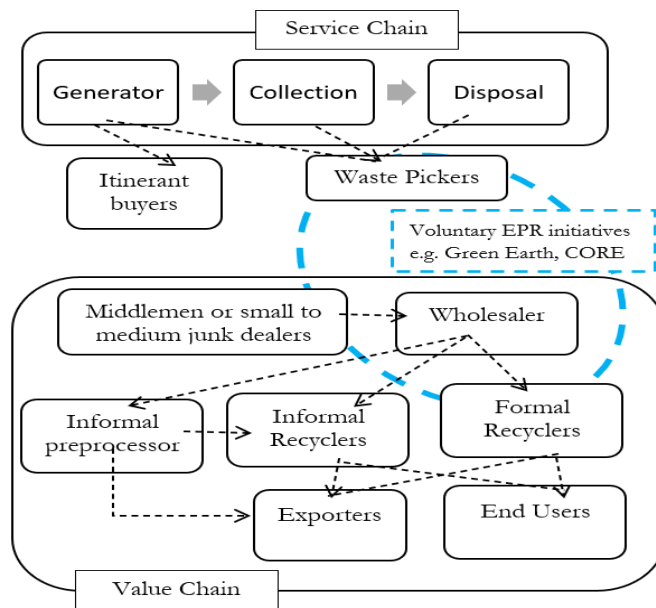 Service Chain
Generator
Collection
Disposal
Itinerant
buyers
Waste Pickers
Voluntary EPR initiatives
e.g. Green Earth, CORE
Middlemen or small to
medium junk dealers
Wholesaler
Informal
preprocessor
Informal
Recyclers
Formal
Recyclers
Exporters
End Users
Value Chain